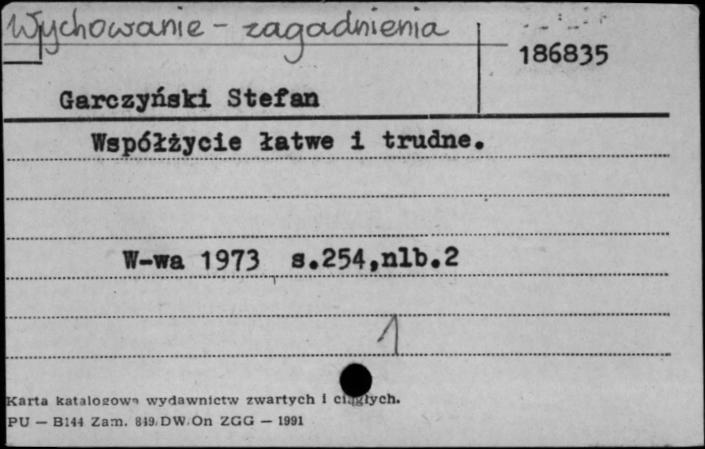 Wychowanie - zagadnienia
186835
Garczyński Stefan
Współżycie łatwe i trudne.
W-wa 1973 s.254,nlb.2
1
Karta katalogowa wydawnictw zwartych i ciągłych.
PU — B144 Zam. 849/DW/On ZGG — 1991